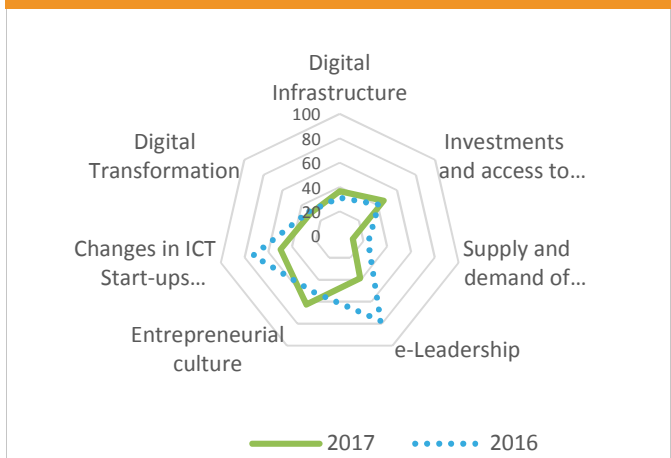 Digital
Infrastructure
100
80
60
40
20
0
Investments
and access to...
Supply and
demand of...
e-Leadership
Entrepreneurial
culture
Changes in ICT
Start-ups...
Digital
Transformation
2017
2016